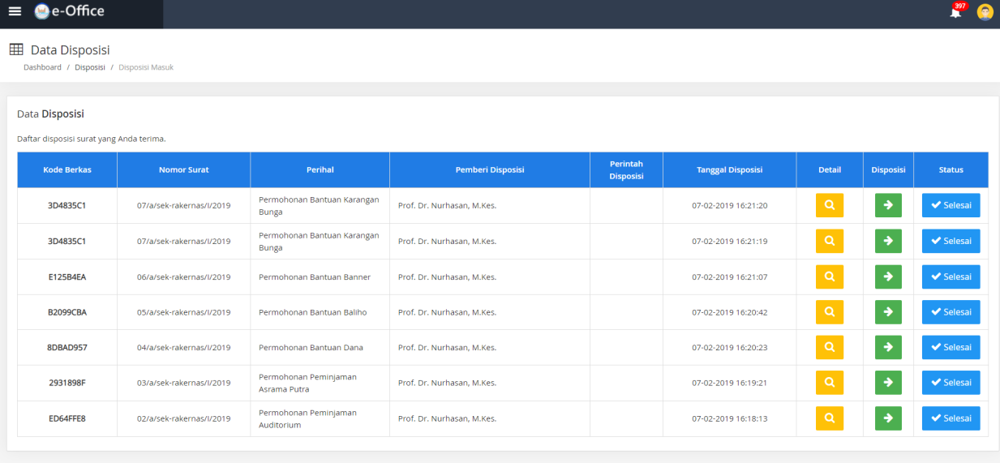 e-Office
397
Data Disposisi
Dashboard / Disposisi / Disposisi Masuk
Data Disposisi
Daftar disposisi surat yang Anda terima.
Kode Berkas Nomor Surat Perihal Pemberi Disposisi Perintah Disposisi Tanggal Disposisi Detail Disposisi Status
3D4835C1 07/a/sek-rakernas/I/2019 Permohonan Bantuan Karangan Bunga Prof. Dr. Nurhasan, M.Kes. 07-02-2019 16:21:20 Selesai
3D4835C1 07/a/sek-rakernas/I/2019 Permohonan Bantuan Karangan Bunga Prof. Dr. Nurhasan, M.Kes. 07-02-2019 16:21:19 Selesai
E125B4EA 06/a/sek-rakernas/I/2019 Permohonan Bantuan Banner Prof. Dr. Nurhasan, M.Kes. 07-02-2019 16:21:07 Selesai
B2099CBA 05/a/sek-rakernas/I/2019 Permohonan Bantuan Baliho Prof. Dr. Nurhasan, M.Kes. 07-02-2019 16:20:42 Selesai
8DBAD957 04/a/sek-rakernas/I/2019 Permohonan Bantuan Dana Prof. Dr. Nurhasan, M.Kes. 07-02-2019 16:20:23 Selesai
2931898F 03/a/sek-rakernas/I/2019 Permohonan Peminjaman Asrama Putra Prof. Dr. Nurhasan, M.Kes. 07-02-2019 16:19:21 Selesai
ED64FFE8 02/a/sek-rakernas/I/2019 Permohonan Peminjaman Auditorium Prof. Dr. Nurhasan, M.Kes. 07-02-2019 16:18:13 Selesai